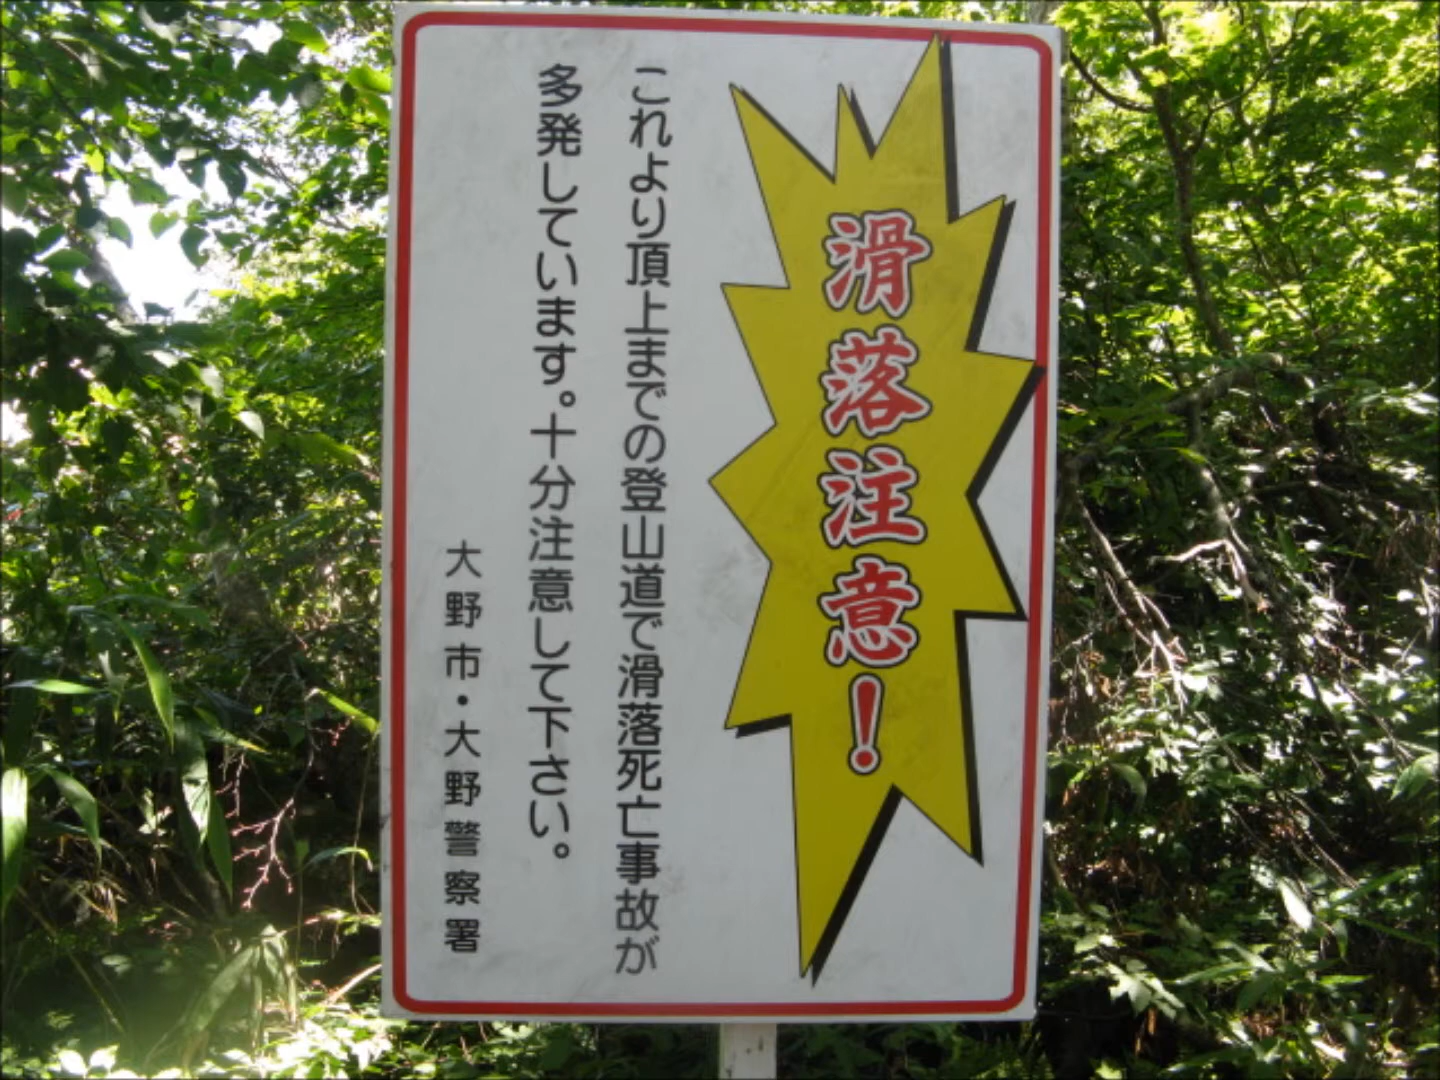 滑落注意!
これより頂上までの登山道で滑落死亡事故が
多発しています。十分注意して下さい。
大野市・大野警察署